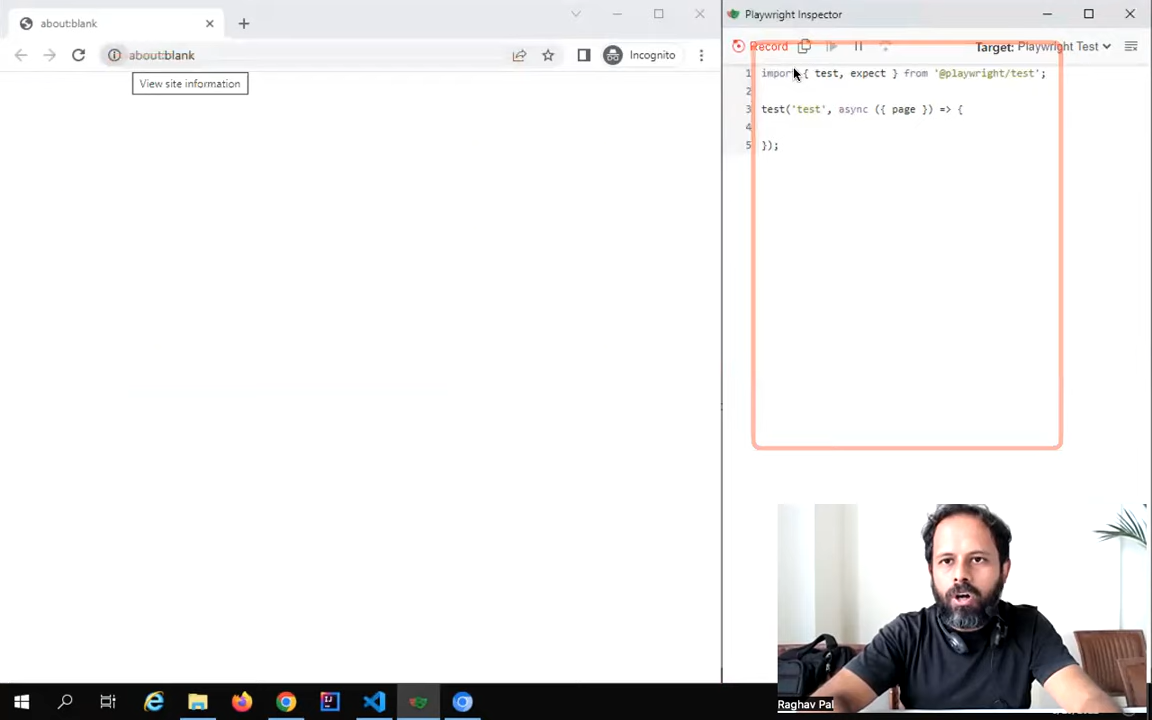 about:blank
Playwright Inspector
about:blank
Incognito
View site information
Record
Target: Playwright Test
1 import { test, expect } from '@playwright/test';
2
3 test('test', async ({ page }) => {
4
5 });
Raghav Pal